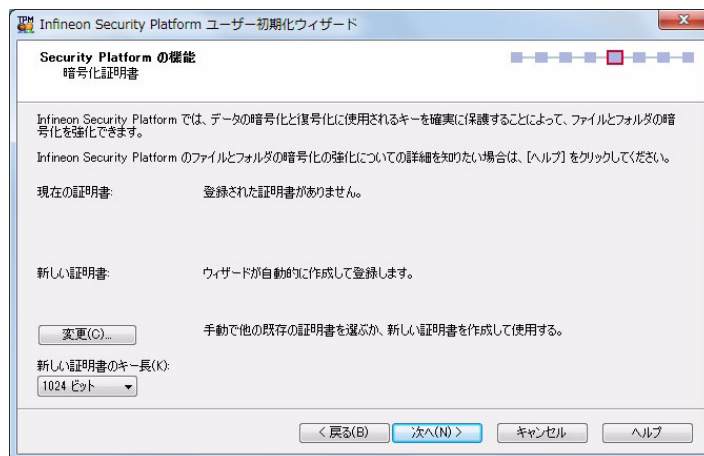 TPM
Infineon Security Platform ユーザー初期化ウィザード
Security Platform の機能
暗号化証明書
Infineon Security Platform では、データの暗号化と復号化に使用されるキーを確実に保護することによって、ファイルとフォルダの暗
号化を強化できます。
Infineon Security Platform のファイルとフォルダの暗号化の強化についての詳細を知りたい場合は、[ヘルプ] をクリックしてください。
現在の証明書: 登録された証明書がありません。
新しい証明書: ウィザードが自動的に作成して登録します。
変更(C)... 手動で他の既存の証明書を選ぶか、新しい証明書を作成して使用する。
新しい証明書のキー長(K):
1024 ビット
< 戻る(B) 次へ(N) > キャンセル ヘルプ